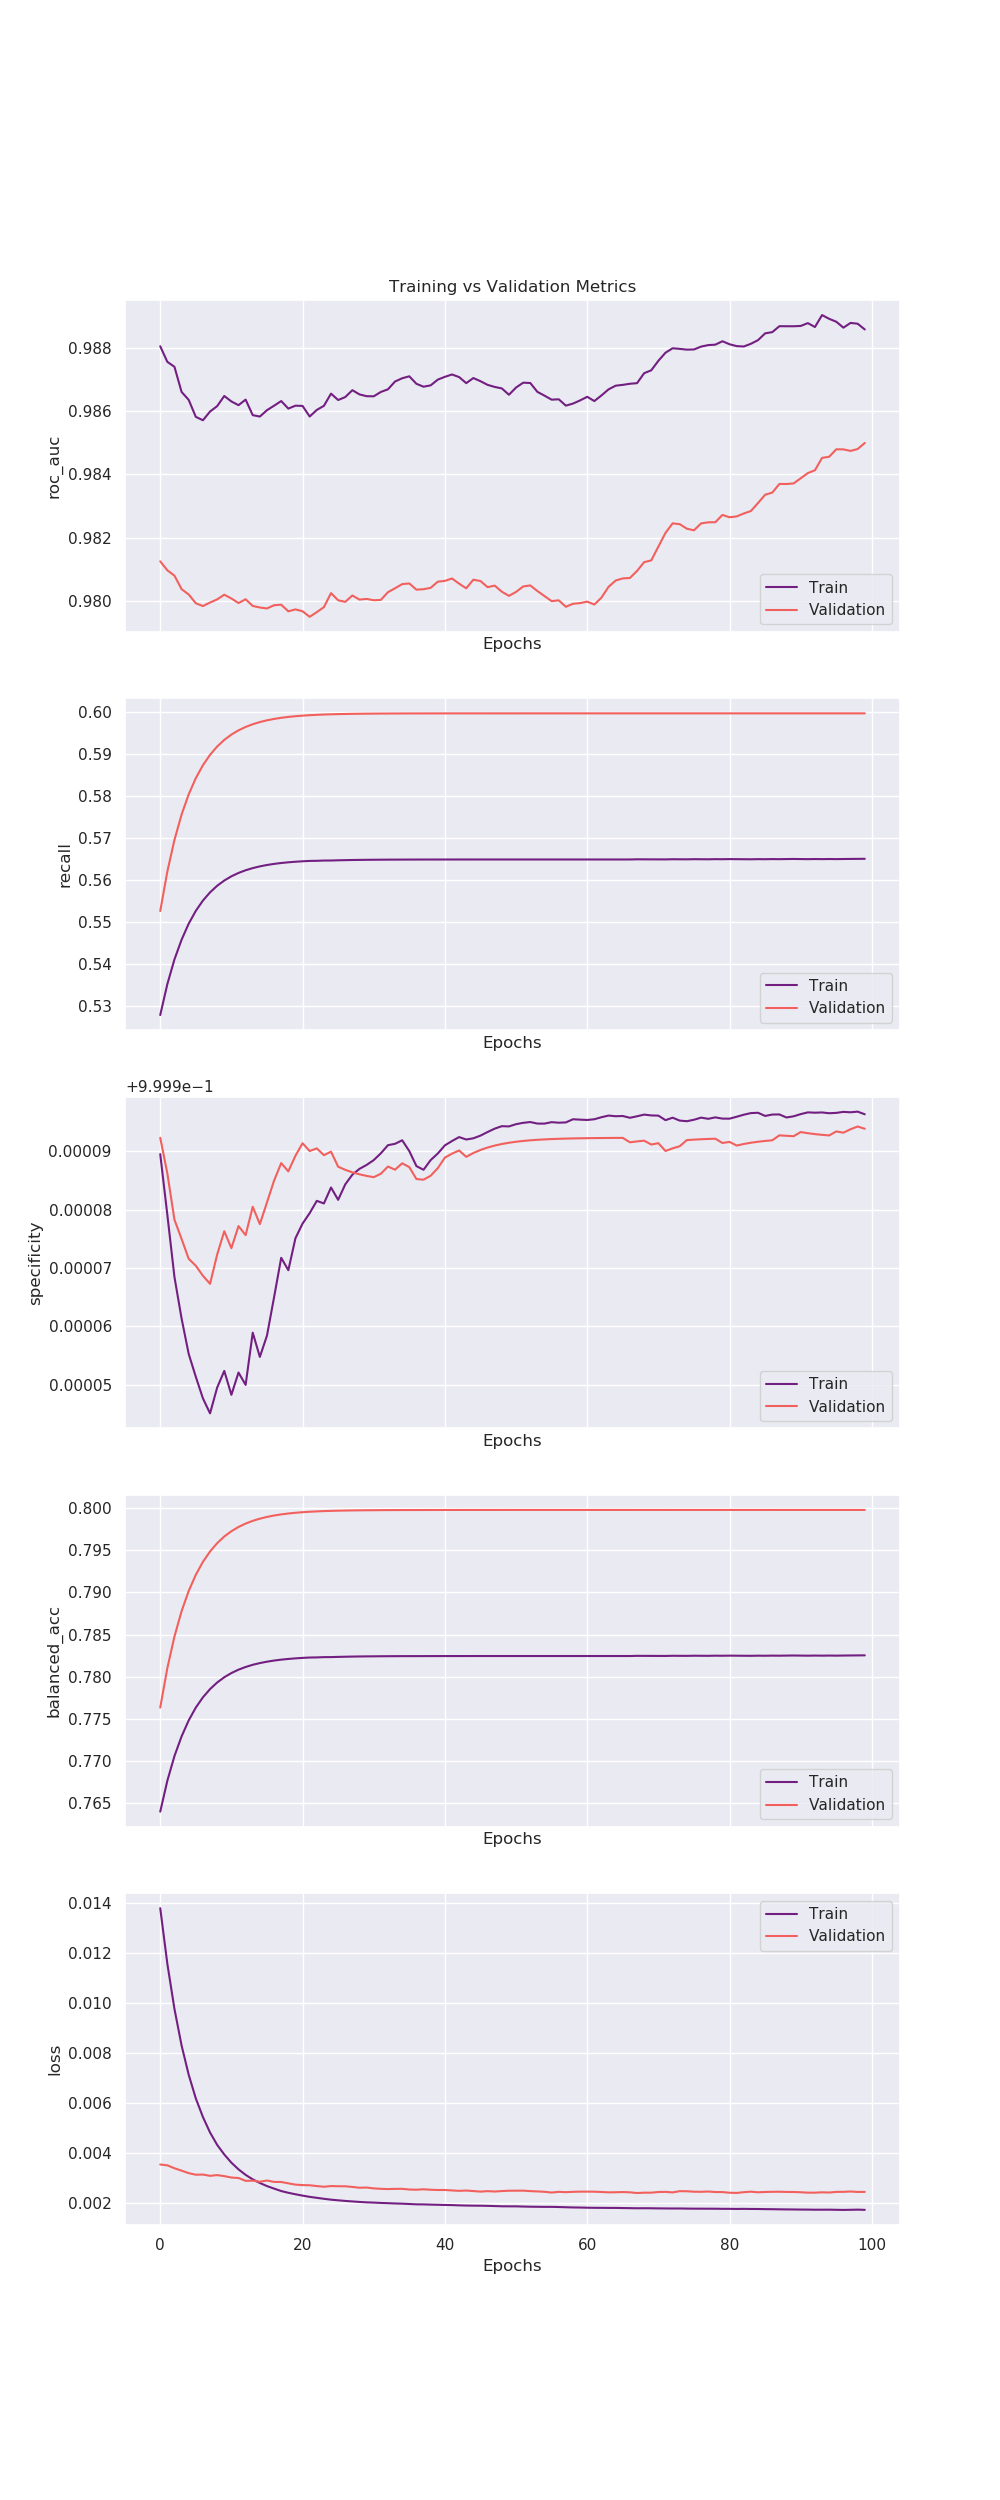 Training vs Validation Metrics
0.988
0.986
0.984
0.982
0.980
roc_auc
Train
Validation
Epochs
0.60
0.59
0.58
0.57
0.56
0.55
0.54
0.53
recall
Train
Validation
Epochs
+9.999e−1
0.00009
0.00008
0.00007
0.00006
0.00005
specificity
Train
Validation
Epochs
0.800
0.795
0.790
0.785
0.780
0.775
0.770
0.765
balanced_acc
Train
Validation
Epochs
0.014
0.012
0.010
0.008
0.006
0.004
0.002
loss
Train
Validation
0 20 40 60 80 100
Epochs